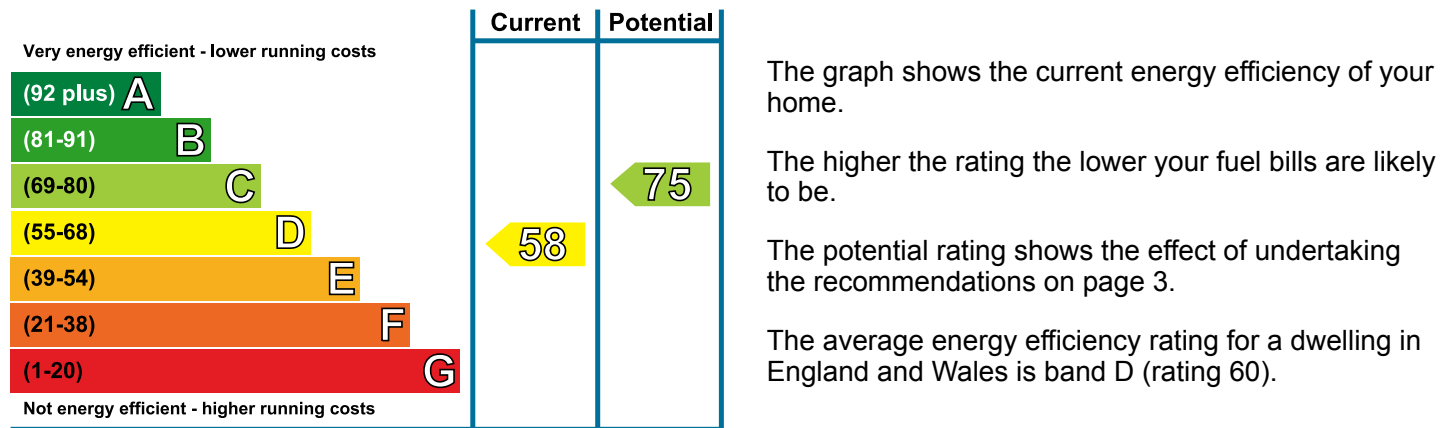 Current Potential
Very energy efficient - lower running costs
(92 plus) A
(81-91) B
(69-80) C
75
(55-68) D
58
(39-54) E
(21-38) F
(1-20) G
Not energy efficient - higher running costs
The graph shows the current energy efficiency of your
home.
The higher the rating the lower your fuel bills are likely
to be.
The potential rating shows the effect of undertaking
the recommendations on page 3.
The average energy efficiency rating for a dwelling in
England and Wales is band D (rating 60).